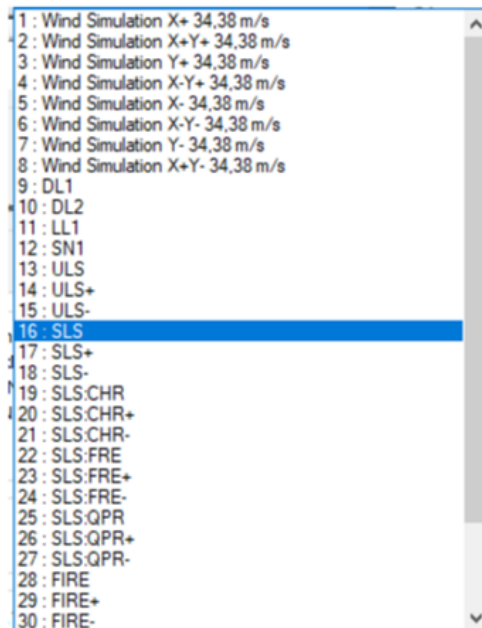 1 : Wind Simulation X+ 34,38 m/s
2 : Wind Simulation X+Y+ 34,38 m/s
3 : Wind Simulation Y+ 34,38 m/s
4 : Wind Simulation X-Y+ 34,38 m/s
5 : Wind Simulation X- 34,38 m/s
6 : Wind Simulation X-Y- 34,38 m/s
7 : Wind Simulation Y- 34,38 m/s
8 : Wind Simulation X+Y- 34,38 m/s
9 : DL1
10 : DL2
11 : LL1
12 : SN1
13 : ULS
14 : ULS+
15 : ULS-
16 : SLS
17 : SLS+
18 : SLS-
19 : SLS:CHR
20 : SLS:CHR+
21 : SLS:CHR-
22 : SLS:FRE
23 : SLS:FRE+
24 : SLS:FRE-
25 : SLS:QPR
26 : SLS:QPR+
27 : SLS:QPR-
28 : FIRE
29 : FIRE+
30 : FIRE-